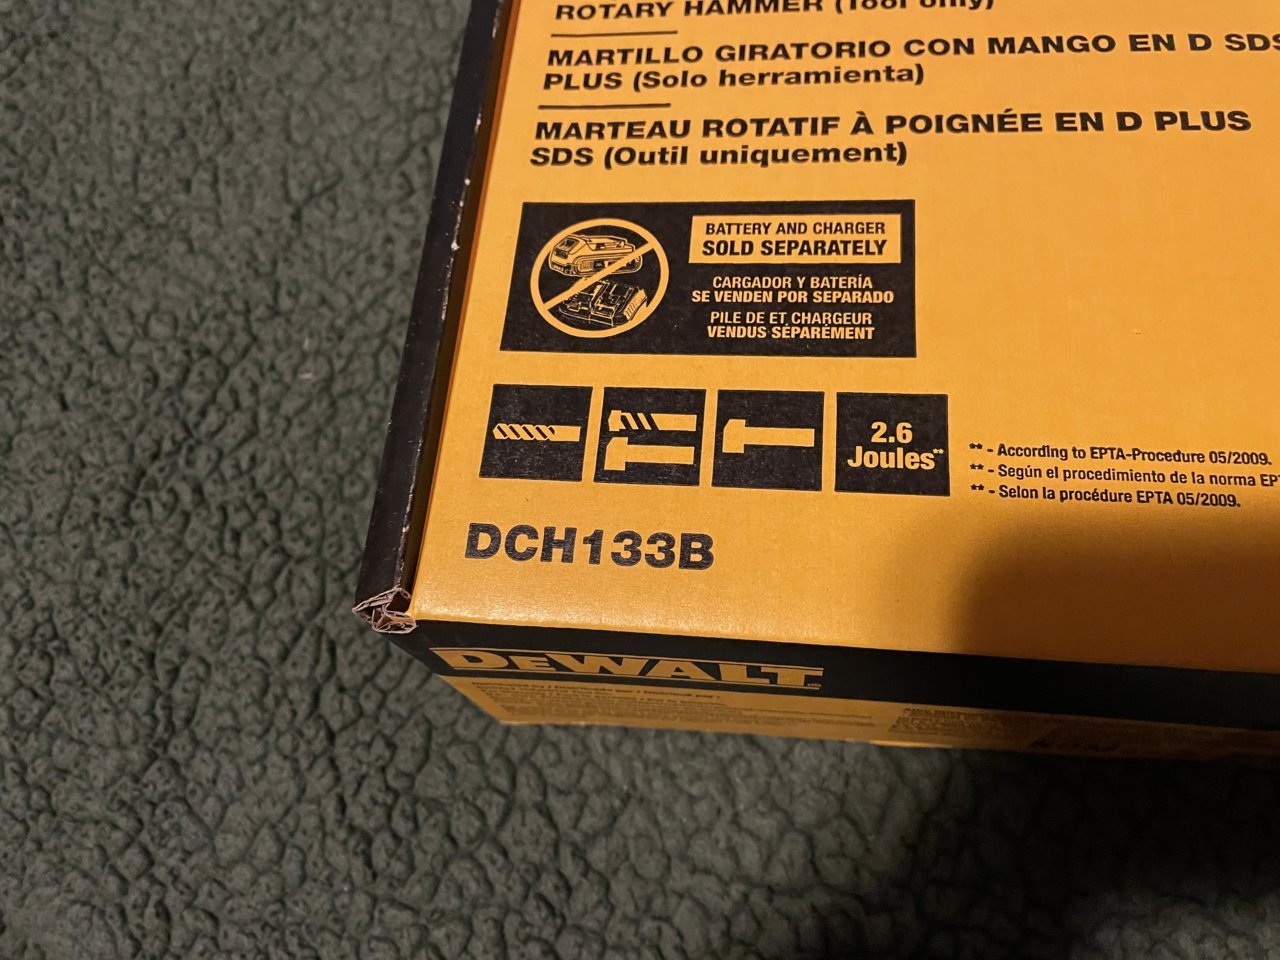 ROTARY HAMMER (Tool only)
MARTILLO GIRATORIO CON MANGO EN D SDS
PLUS (Solo herramienta)
MARTEAU ROTATIF À POIGNÉE EN D PLUS
SDS (Outil uniquement)
BATTERY AND CHARGER
SOLD SEPARATELY
CARGADOR Y BATERÍA
SE VENDEN POR SEPARADO
PILE DE ET CHARGEUR
VENDUS SÉPARÉMENT
2.6
Joules**
** - According to EPTA-Procedure 05/2009.
** - Según el procedimiento de la norma EPT
** - Selon la procédure EPTA 05/2009.
DCH133B
DEWALT